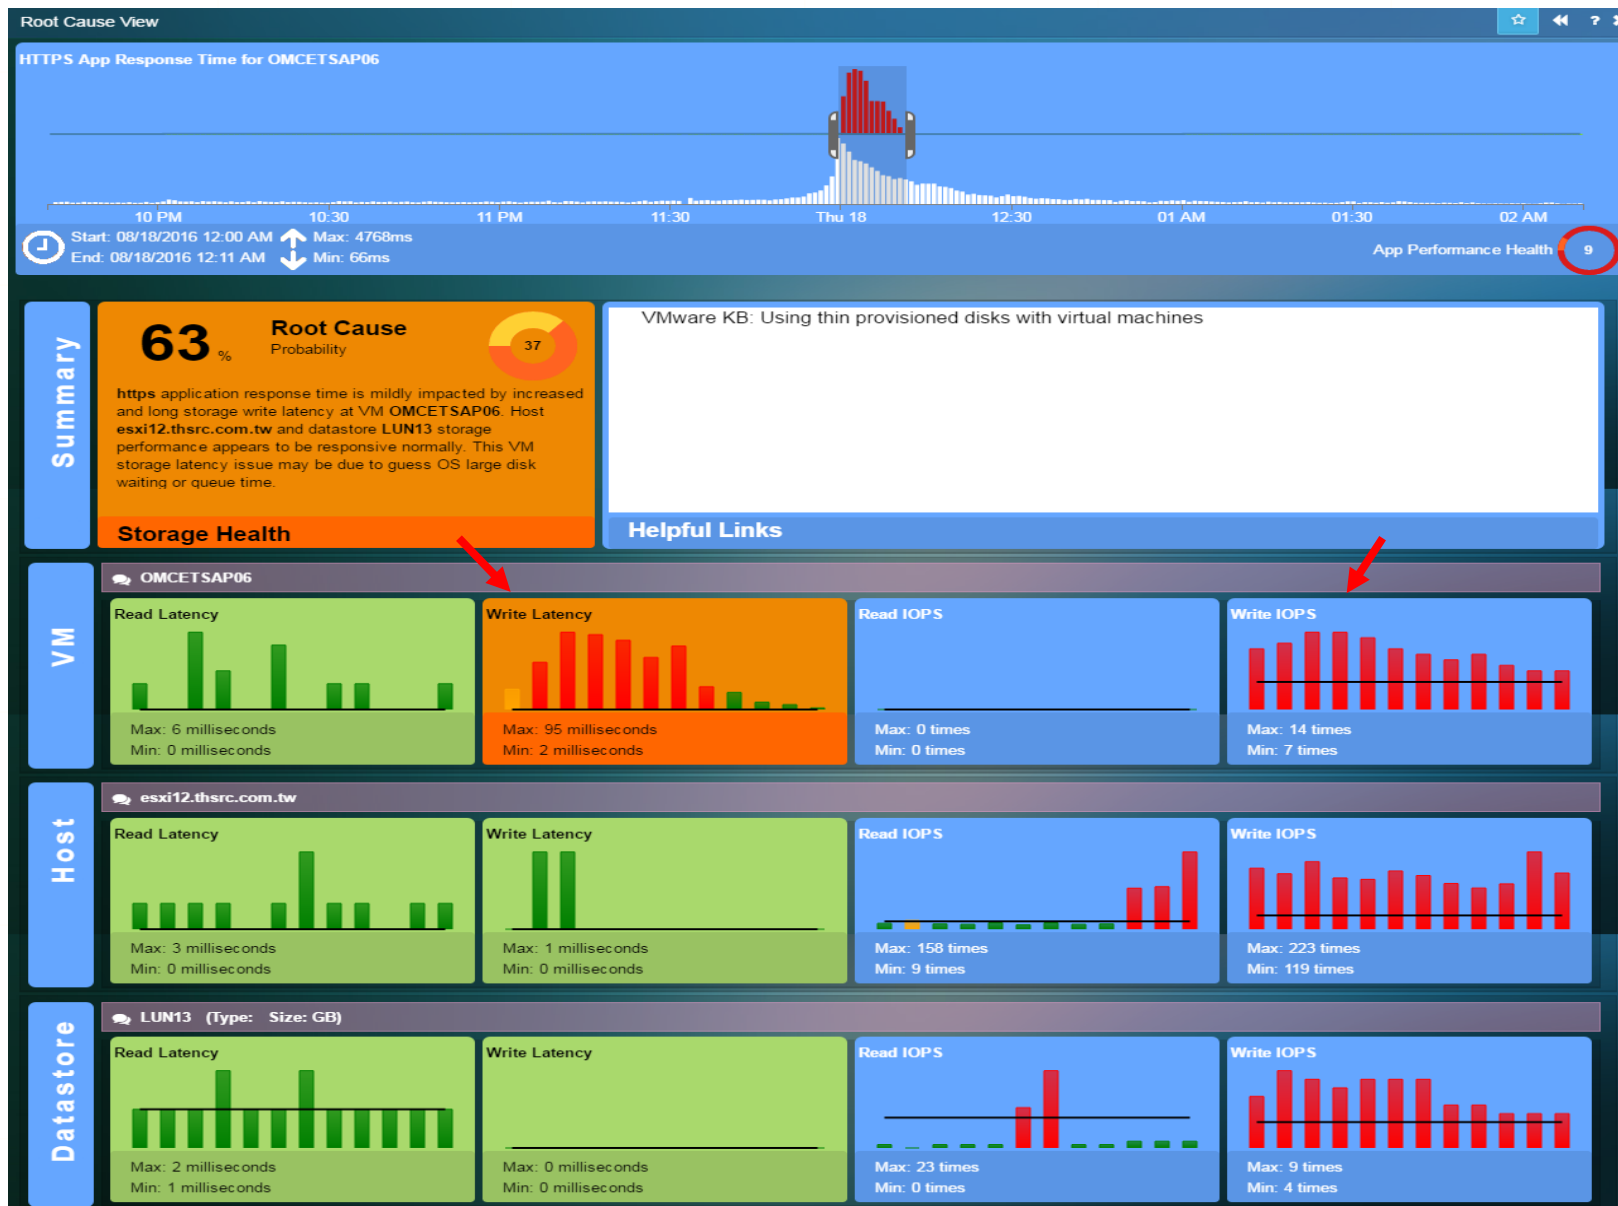 Root Cause View
?
HTTPS App Response Time for OMCETSAP06
10 PM 10:30 11 PM 11:30 Thu 18 12:30 01 AM 01:30 02 AM
Start: 08/18/2016 12:00 AM Max: 4768ms
End: 08/18/2016 12:11 AM Min: 66ms
App Performance Health 9
Summary
63 %
Root Cause
Probability
37
https application response time is mildly impacted by increased
and long storage write latency at VM OMCETSAP06. Host
esxi12.thsrc.com.tw and datastore LUN13 storage
performance appears to be responsive normally. This VM
storage latency issue may be due to guess OS large disk
waiting or queue time.
Storage Health
VMware KB: Using thin provisioned disks with virtual machines
Helpful Links
VM
OMCETSAP06
Read Latency
Max: 6 milliseconds
Min: 0 milliseconds
Write Latency
Max: 95 milliseconds
Min: 2 milliseconds
Read IOPS
Max: 0 times
Min: 0 times
Write IOPS
Max: 14 times
Min: 7 times
Host
esxi12.thsrc.com.tw
Read Latency
Max: 3 milliseconds
Min: 0 milliseconds
Write Latency
Max: 1 milliseconds
Min: 0 milliseconds
Read IOPS
Max: 158 times
Min: 9 times
Write IOPS
Max: 223 times
Min: 119 times
Datastore
LUN13 (Type: Size: GB)
Read Latency
Max: 2 milliseconds
Min: 1 milliseconds
Write Latency
Max: 0 milliseconds
Min: 0 milliseconds
Read IOPS
Max: 23 times
Min: 0 times
Write IOPS
Max: 9 times
Min: 4 times